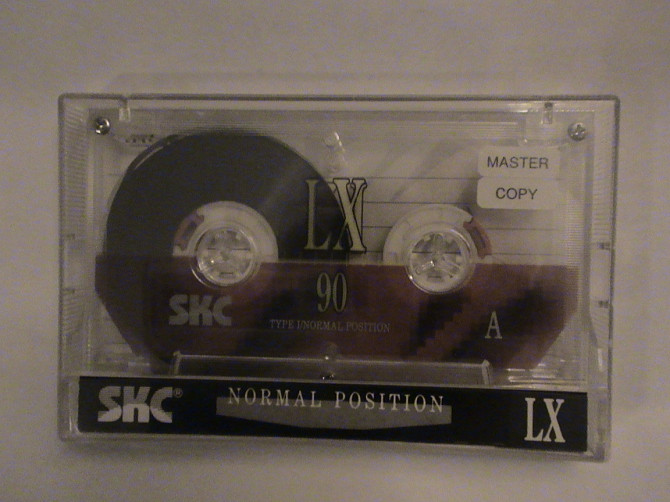 MASTER
COPY
LX
90
SKC
TYPE I/NORMAL POSITION
A
SKC®
NORMAL POSITION
LX